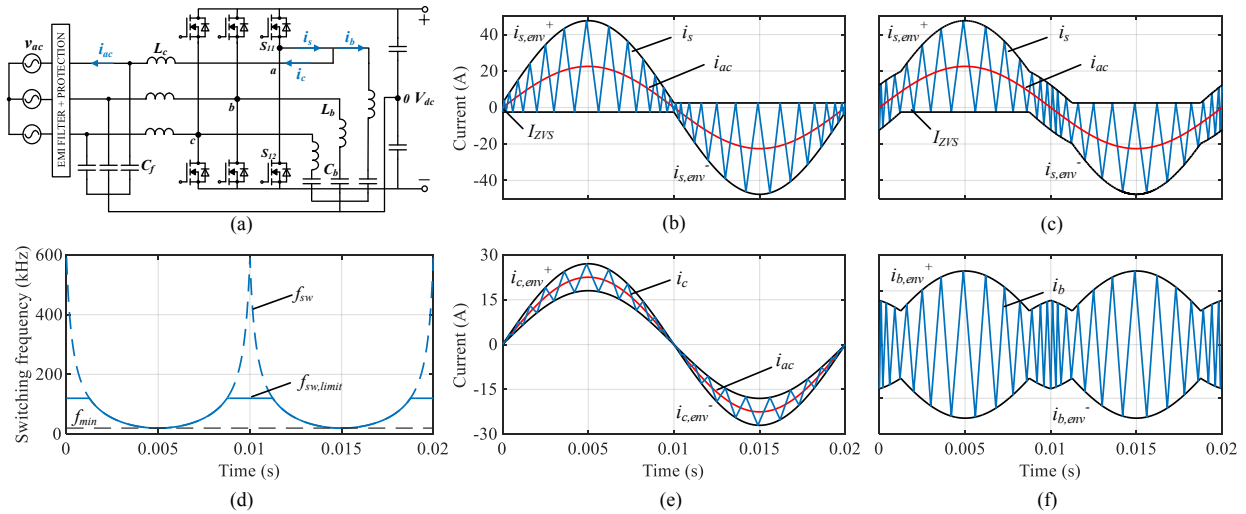 v_ac
EMI FILTER + PROTECTION
i_ac
L_c
S_11
i_s
i_b
a
i_c
+
0 V_dc
b
L_b
c
S_12
C_f
C_b
−
(a)
Current (A)
40
20
0
-20
-40
i_s,env^+
i_s
i_ac
I_ZVS
i_s,env^-
(b)
i_s,env^+
i_s
i_ac
I_ZVS
i_s,env^-
(c)
Switching frequency (kHz)
600
400
200
0
f_sw
f_sw,limit
f_min
0 0.005 0.01 0.015 0.02
Time (s)
(d)
Current (A)
30
15
0
-15
-30
i_c,env^+
i_c
i_ac
i_c,env^-
0 0.005 0.01 0.015 0.02
Time (s)
(e)
i_b,env^+
i_b
i_b,env^-
0 0.005 0.01 0.015 0.02
Time (s)
(f)